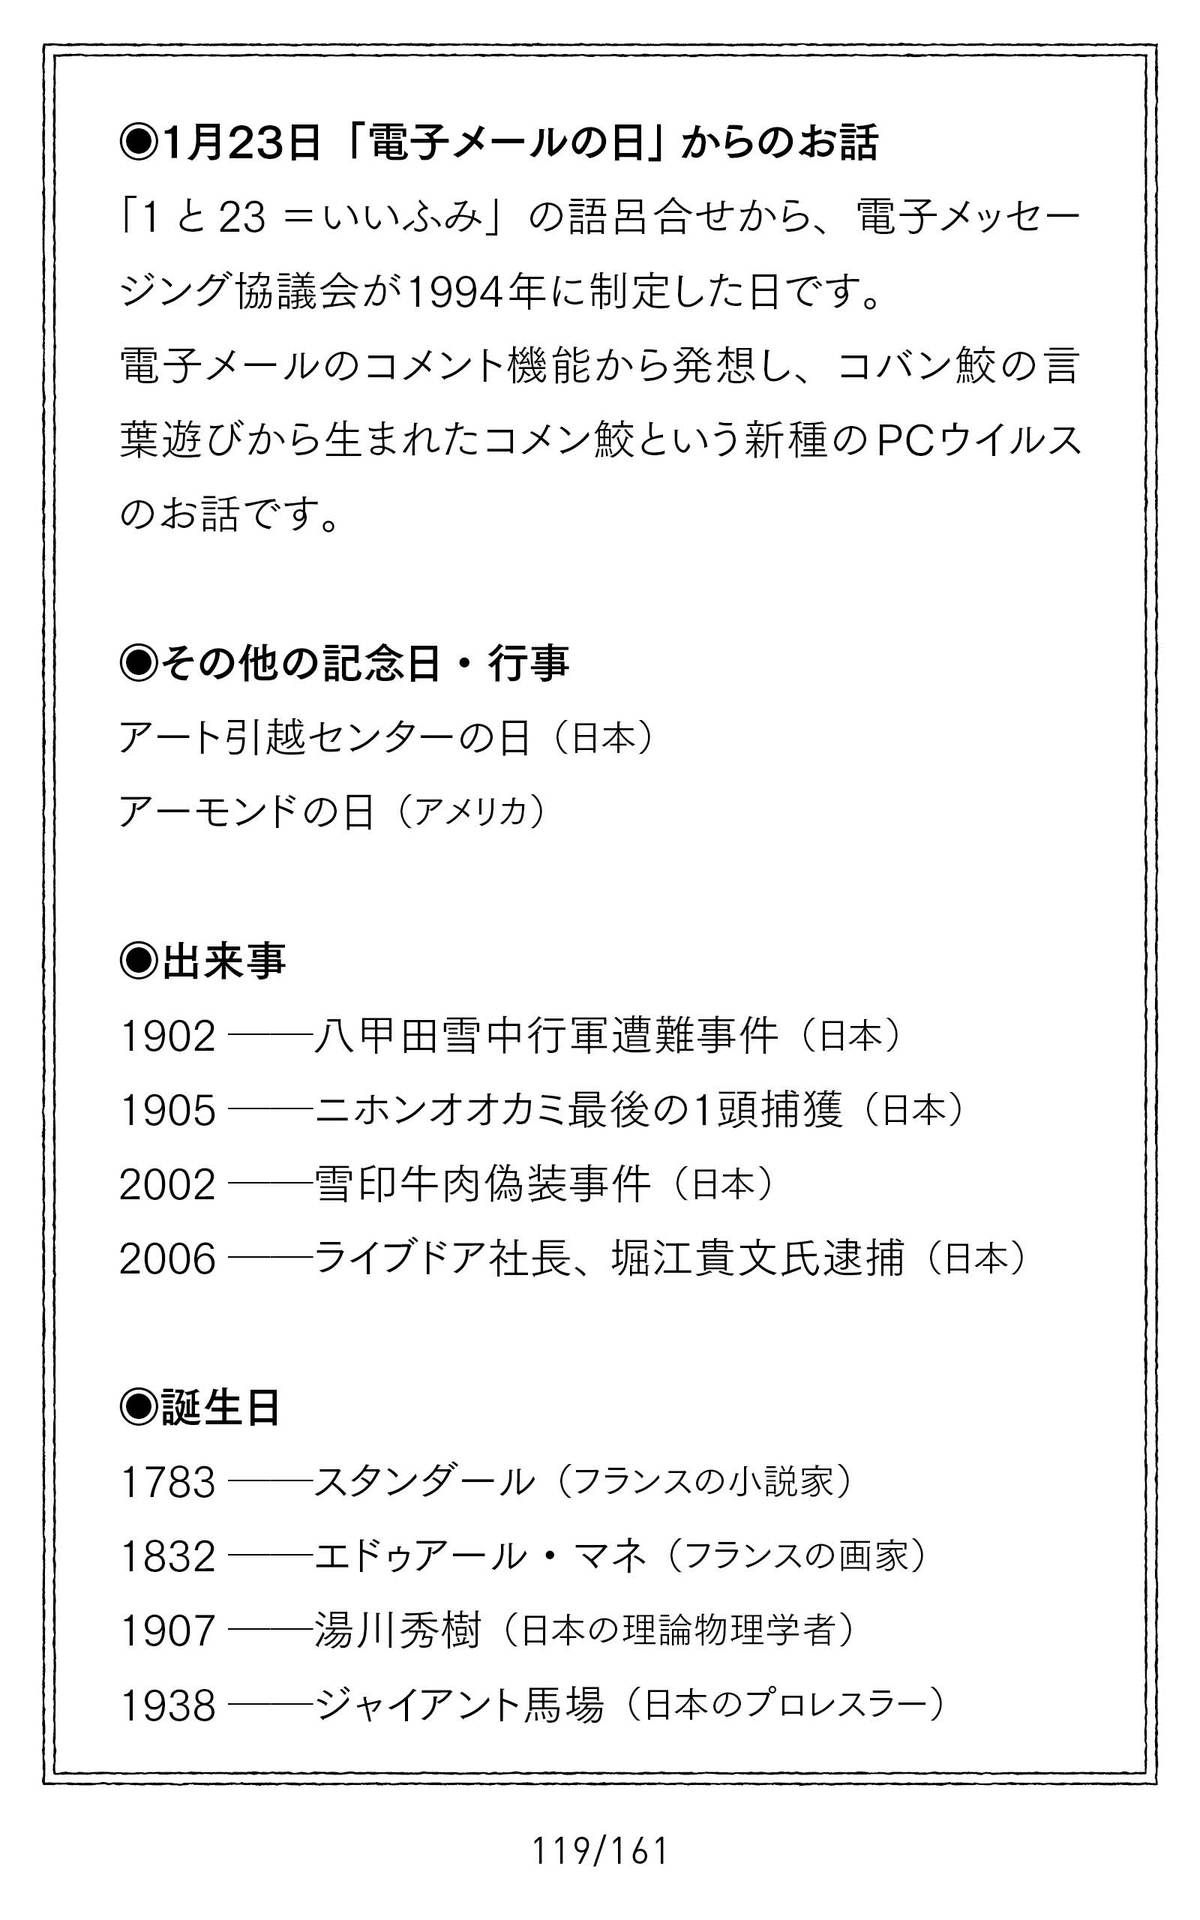 ◉1月23日「電子メールの日」からのお話
「1と23＝いいふみ」の語呂合せから、電子メッセー
ジング協議会が1994年に制定した日です。
電子メールのコメント機能から発想し、コバン鮫の言
葉遊びから生まれたコメン鮫という新種のPCウイルス
のお話です。
◉その他の記念日・行事
アート引越センターの日（日本）
アーモンドの日（アメリカ）
◉出来事
1902 ――八甲田雪中行軍遭難事件（日本）
1905 ――ニホンオオカミ最後の1頭捕獲（日本）
2002 ――雪印牛肉偽装事件（日本）
2006 ――ライブドア社長、堀江貴文氏逮捕（日本）
◉誕生日
1783 ――スタンダール（フランスの小説家）
1832 ――エドゥアール・マネ（フランスの画家）
1907 ――湯川秀樹（日本の理論物理学者）
1938 ――ジャイアント馬場（日本のプロレスラー）
119/161